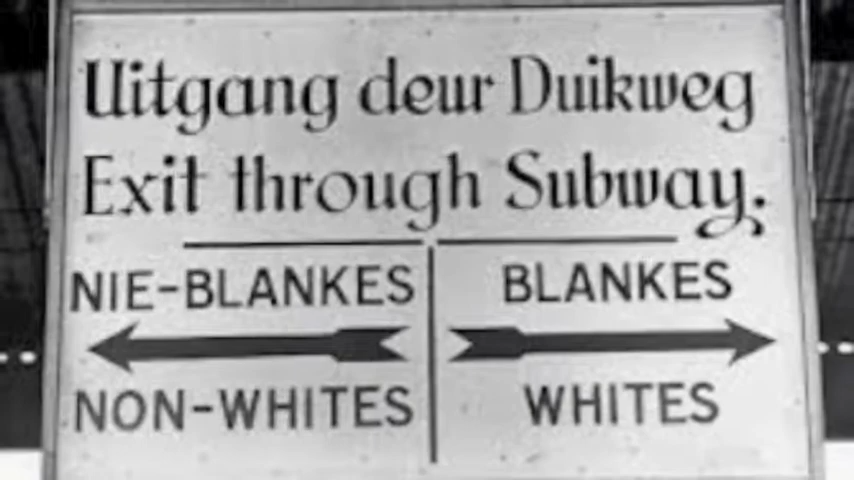 Uitgang deur Duikweg
Exit through Subway.
NIE-BLANKES
NON-WHITES
BLANKES
WHITES